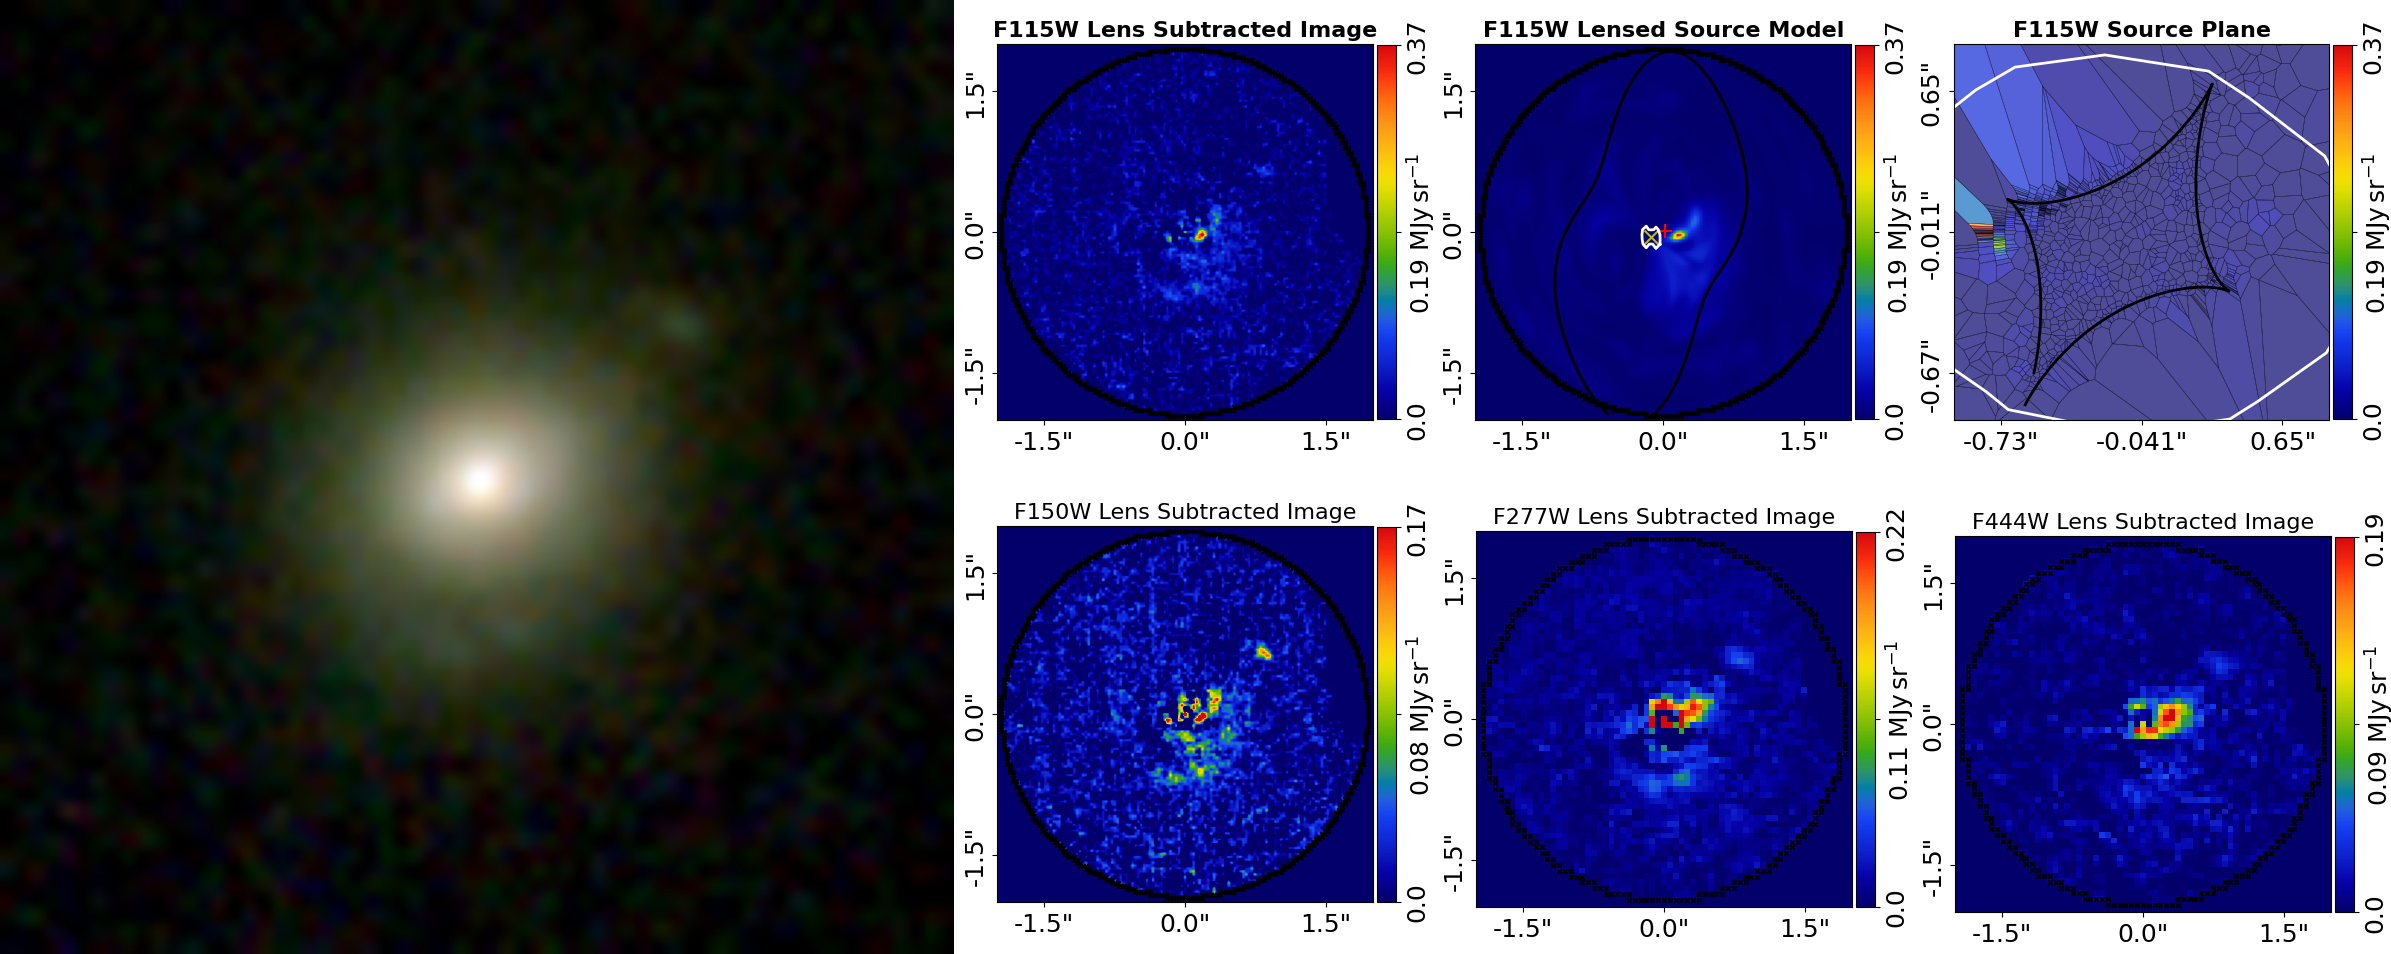 F115W Lens Subtracted Image
1.5"
0.0"
-1.5"
-1.5" 0.0" 1.5"
0.37
0.19 MJy sr⁻¹
0.0
F115W Lensed Source Model
1.5"
0.0"
-1.5"
-1.5" 0.0" 1.5"
0.37
0.19 MJy sr⁻¹
0.0
F115W Source Plane
0.65"
-0.011"
-0.67"
-0.73" -0.041" 0.65"
0.37
0.19 MJy sr⁻¹
0.0
F150W Lens Subtracted Image
1.5"
0.0"
-1.5"
-1.5" 0.0" 1.5"
0.17
0.08 MJy sr⁻¹
0.0
F277W Lens Subtracted Image
1.5"
0.0"
-1.5"
-1.5" 0.0" 1.5"
0.22
0.11 MJy sr⁻¹
0.0
F444W Lens Subtracted Image
1.5"
0.0"
-1.5"
-1.5" 0.0" 1.5"
0.19
0.09 MJy sr⁻¹
0.0